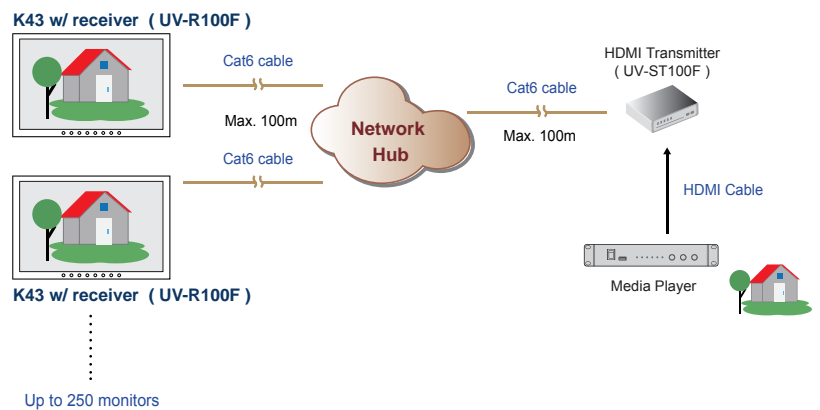 K43 w/ receiver ( UV-R100F )
Cat6 cable
Max. 100m
Cat6 cable
Network
Hub
Cat6 cable
Max. 100m
HDMI Transmitter
( UV-ST100F )
HDMI Cable
Media Player
K43 w/ receiver ( UV-R100F )
Up to 250 monitors